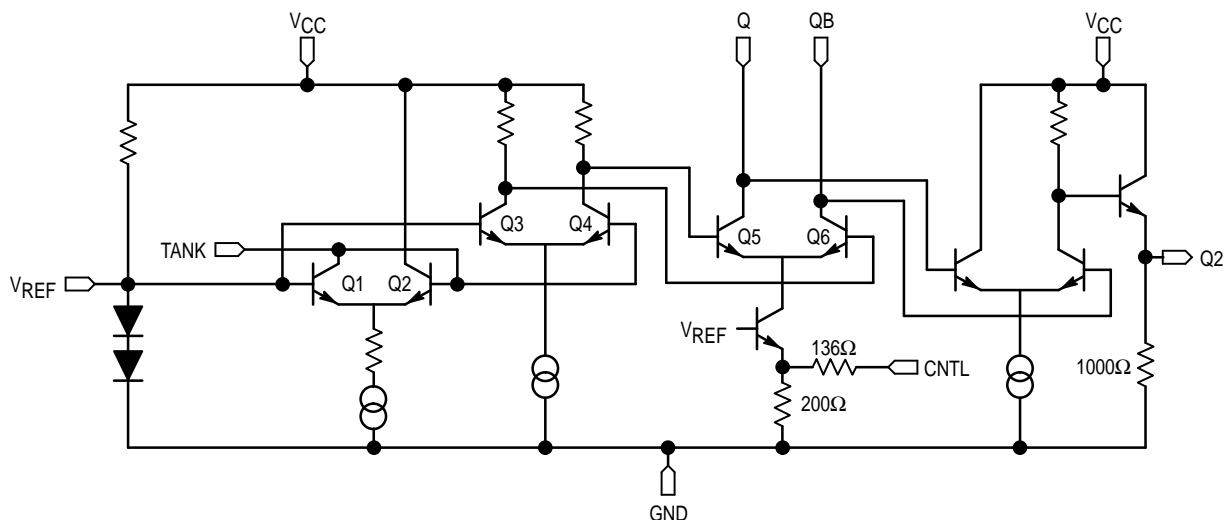 VCC
Q
QB
VCC
Q3
Q4
Q5
Q6
TANK
Q1
Q2
Q2
VREF
VREF
136Ω
CNTL
1000Ω
200Ω
GND